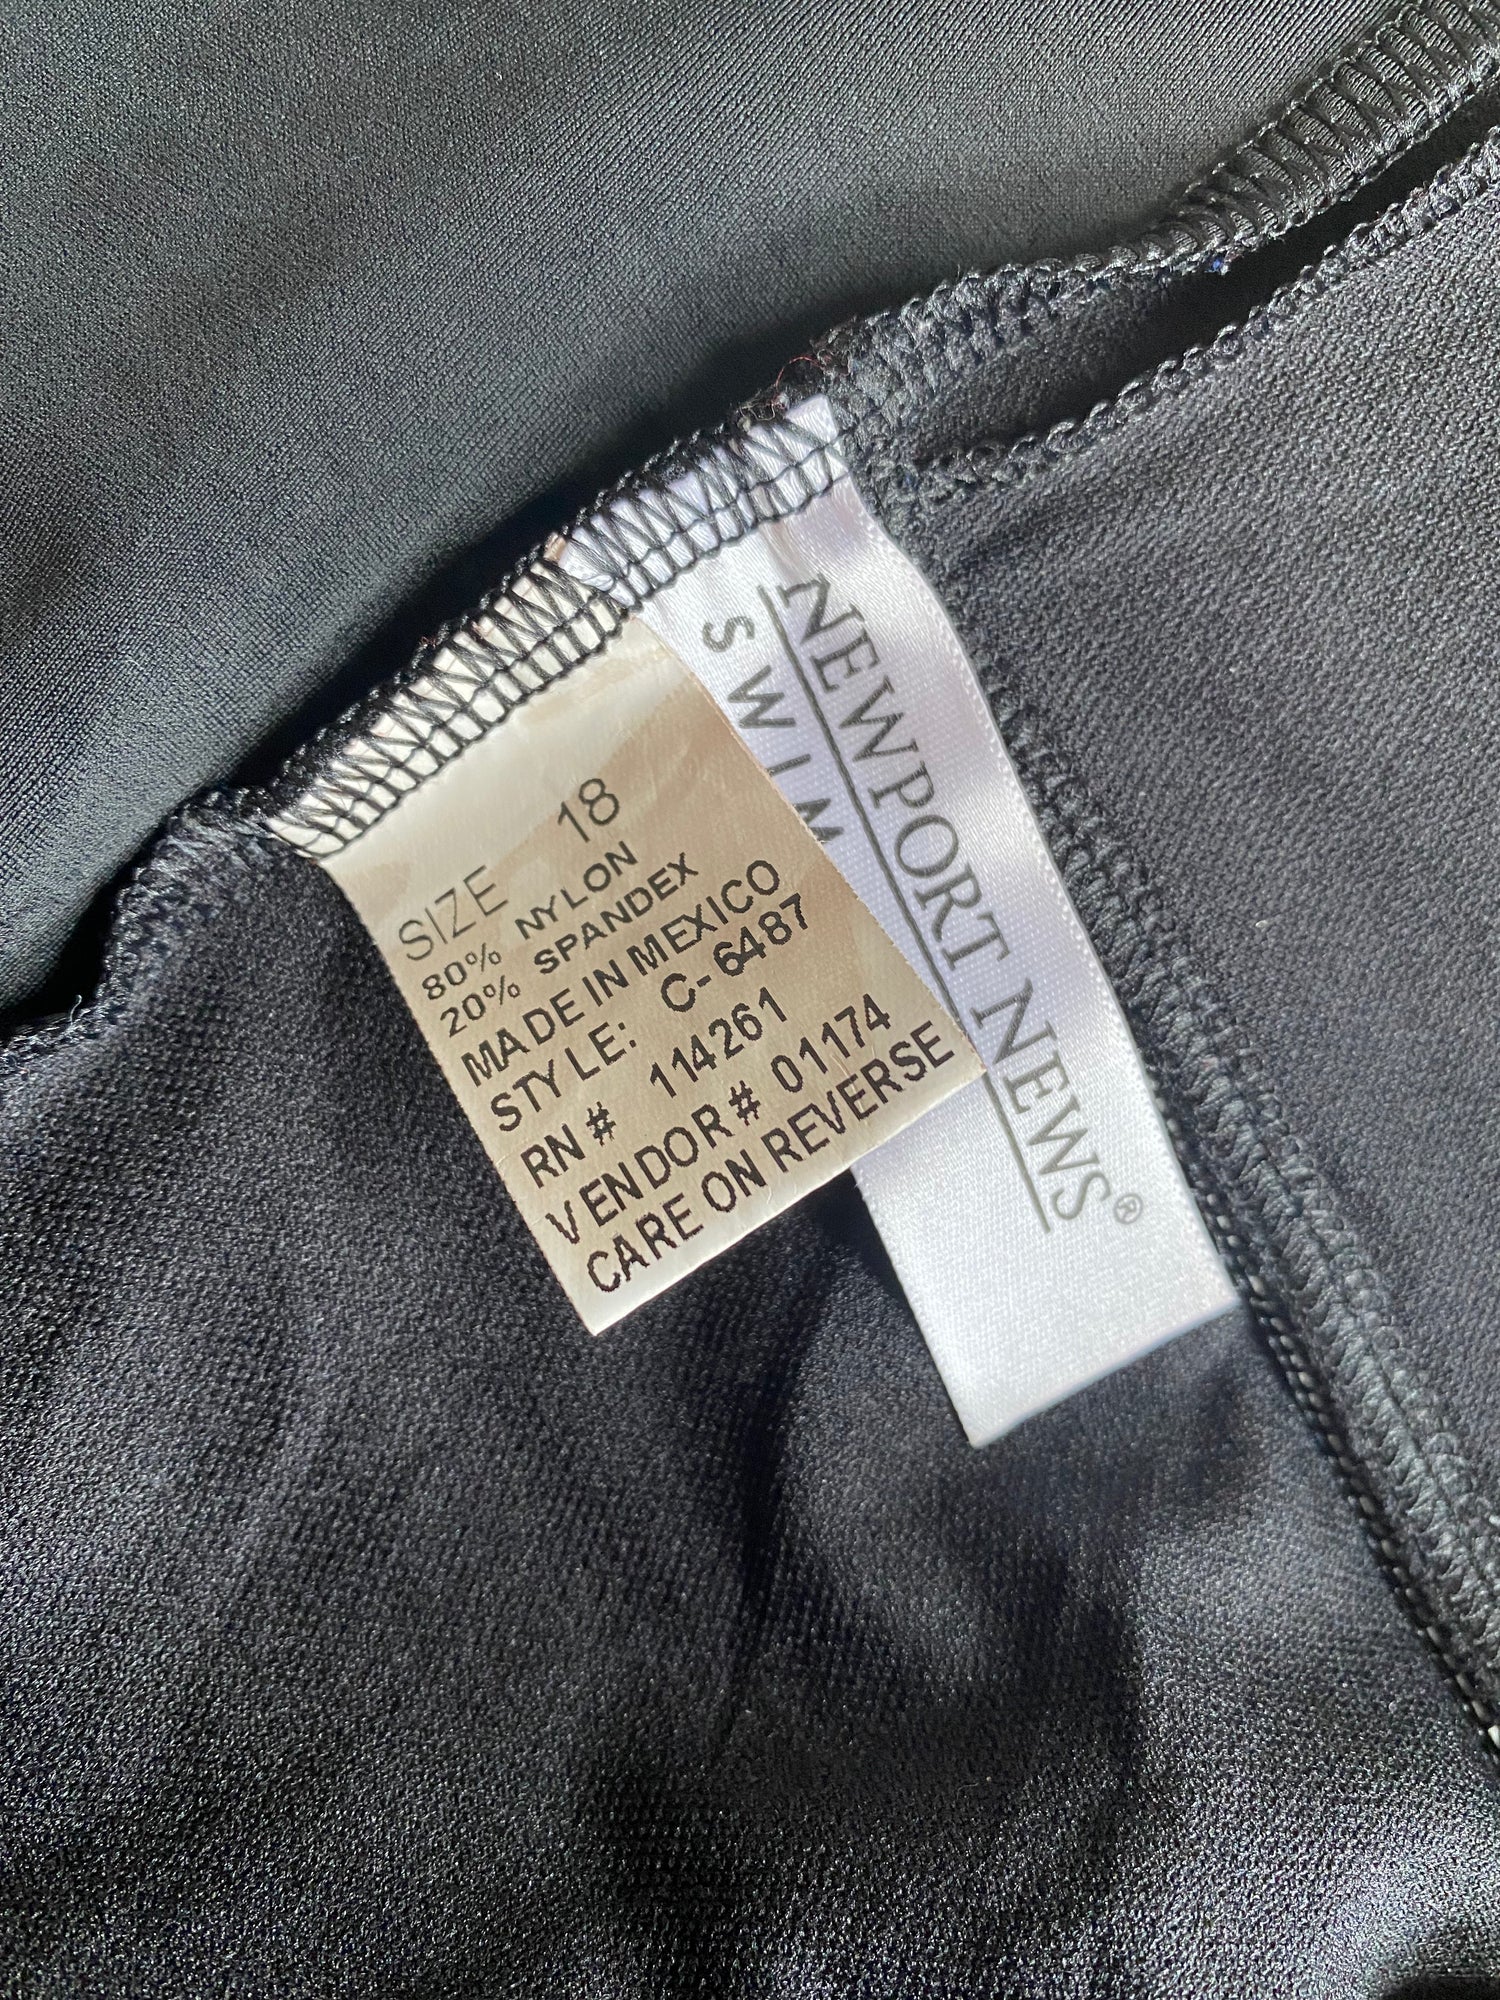 NEWPORT NEWS®
SWIM
SIZE 18
80% NYLON
20% SPANDEX
MADE IN MEXICO
STYLE: C-6487
RN # 114261
VENDOR# 01174
CARE ON REVERSE